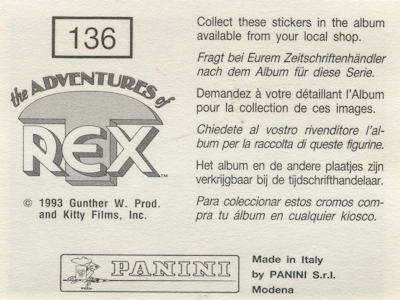 136
the ADVENTURES of
T
REX™
© 1993 Gunther W. Prod.
and Kitty Films, Inc.
Collect these stickers in the album
available from your local shop.
Fragt bei Eurem Zeitschriftenhändler
nach dem Album für diese Serie.
Demandez à votre détaillant l'Album
pour la collection de ces images.
Chiedete al vostro rivenditore l'al-
bum per la raccolta di queste figurine.
Het album en de andere plaatjes zijn
verkrijgbaar bij de tijdschrifthandelaar.
Para coleccionar estos cromos com-
pra tu álbum en cualquier kiosco.
PANINI
Made in Italy
by PANINI S.r.l.
Modena